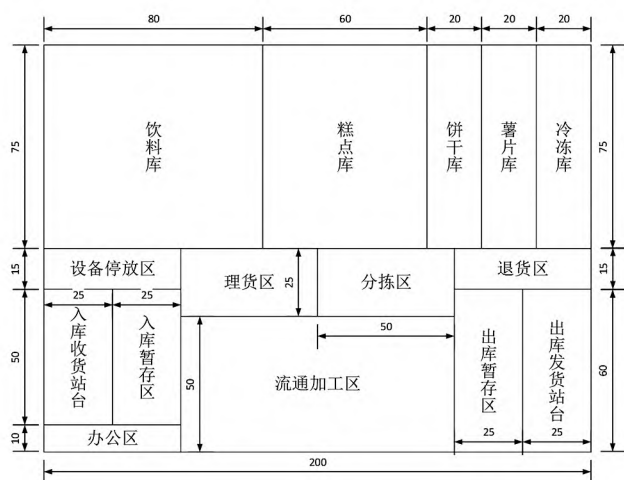 80
60
20
20
20
75
饮料库
糕点库
饼干库
薯片库
冷冻库
75
15
设备停放区
理货区
25
分拣区
退货区
15
25
25
50
入库收货站台
入库暂存区
50
流通加工区
50
出库暂存区
出库发货站台
60
10
办公区
25
25
200